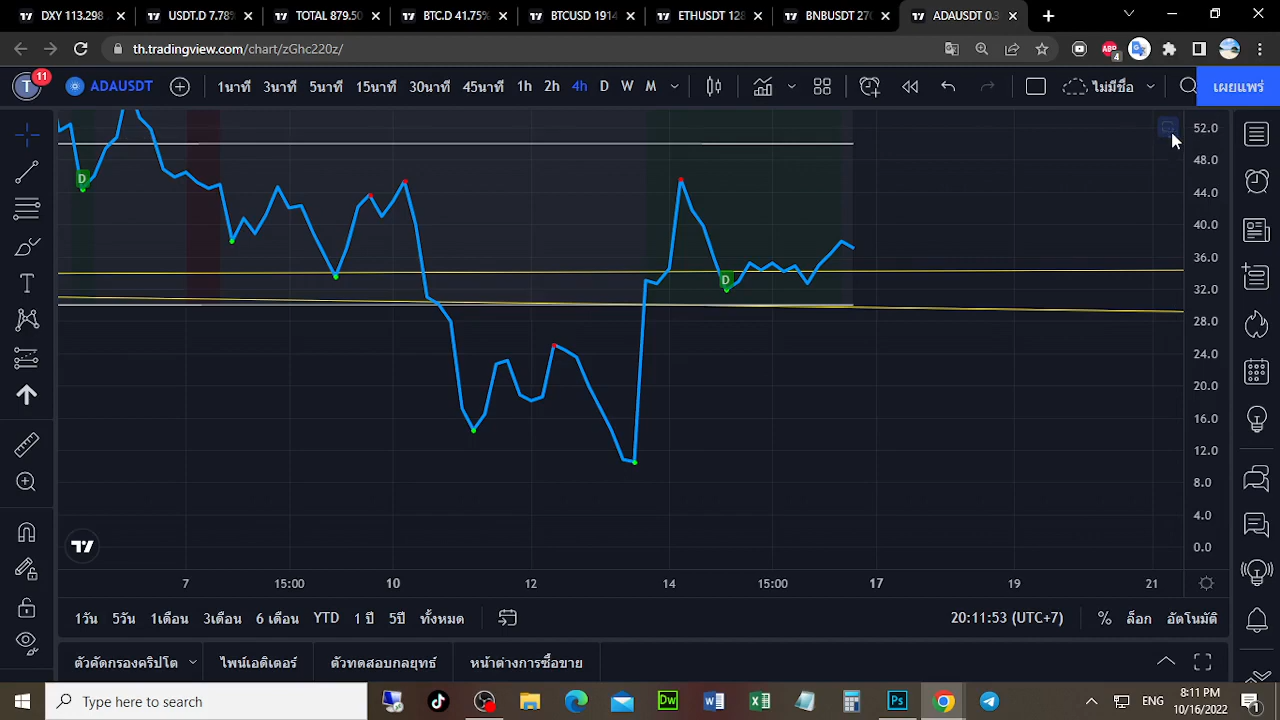 DXY 113.298
USDT.D 7.78%
TOTAL 879.50
BTC.D 41.75%
BTCUSD 1914
ETHUSDT 128
BNBUSDT 270
ADAUSDT 0.3
th.tradingview.com/chart/zGhc220z/
ABP 4
T 11 ADAUSDT 1นาที 3นาที 5นาที 15นาที 30นาที 45นาที 1h 2h 4h D W M ไม่มีชื่อ เผยแพร่
52.0
48.0
44.0
40.0
36.0
32.0
28.0
24.0
20.0
16.0
12.0
8.0
4.0
0.0
D
D
7 15:00 10 12 14 15:00 17 19 21
1วัน 5วัน 1เดือน 3เดือน 6 เดือน YTD 1 ปี 5ปี ทั้งหมด 20:11:53 (UTC+7) % ล็อก อัตโนมัติ
ตัวคัดกรองคริปโต ไพน์เอดิเตอร์ ตัวทดสอบกลยุทธ์ หน้าต่างการซื้อขาย
Type here to search Dw Ps ENG 8:11 PM
10/16/2022 1